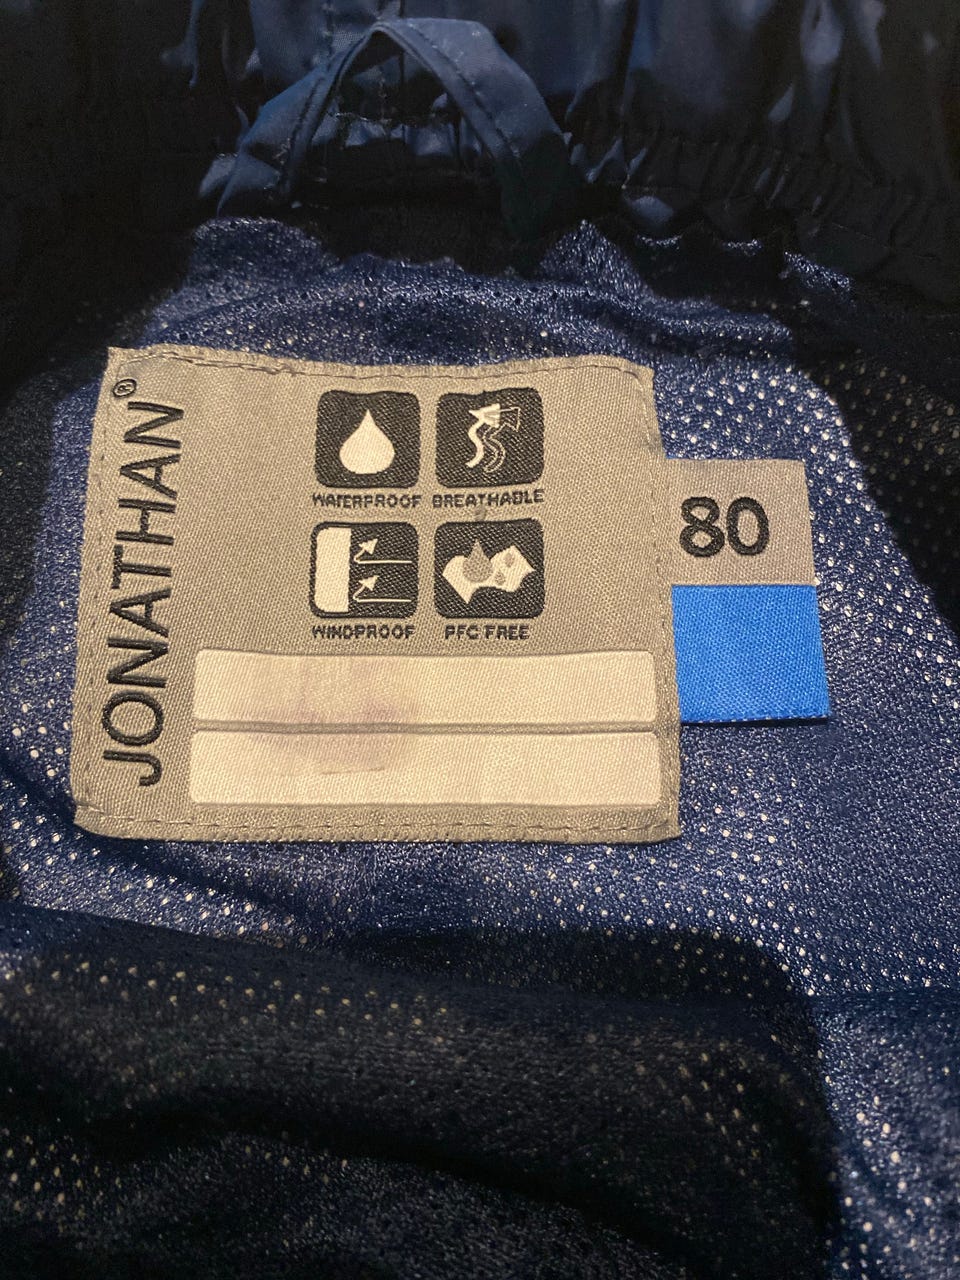 JONATHAN®
WATERPROOF BREATHABLE
WINDPROOF PFC FREE
80